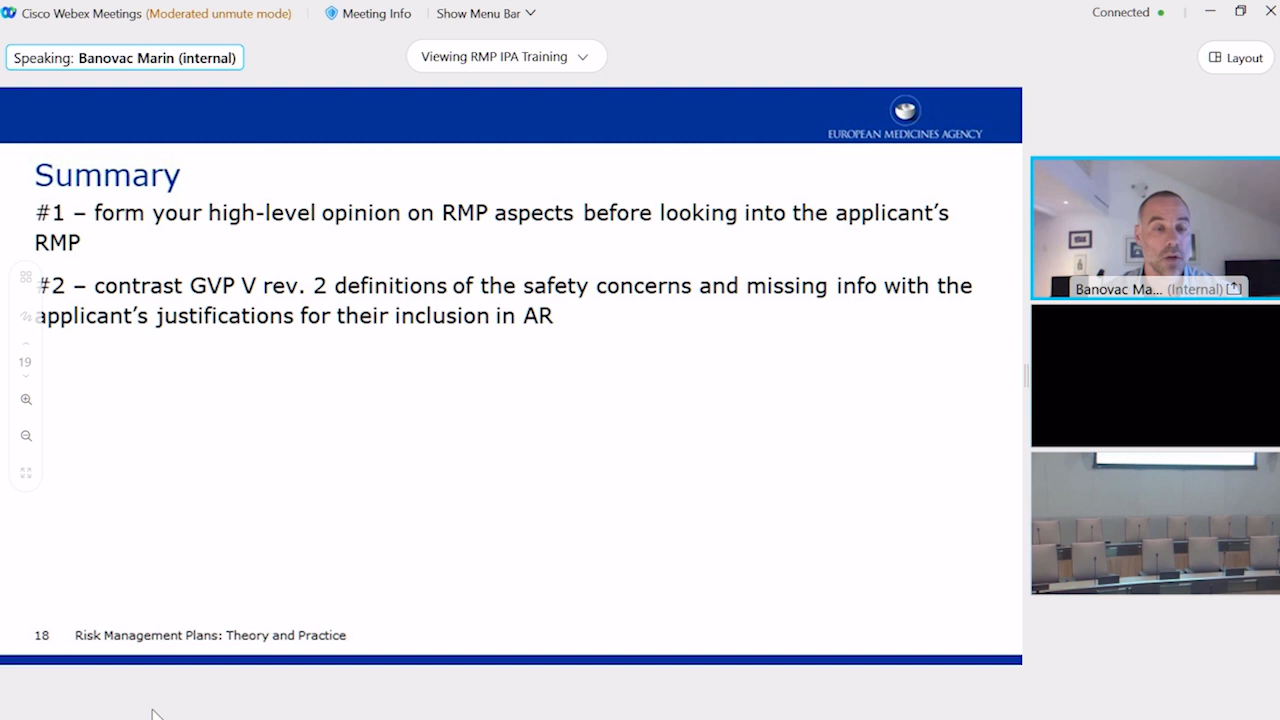 Cisco Webex Meetings (Moderated unmute mode)
Meeting Info
Show Menu Bar
Connected
Speaking: Banovac Marin (internal)
Viewing RMP IPA Training
Layout
EUROPEAN MEDICINES AGENCY
Summary
#1 – form your high-level opinion on RMP aspects before looking into the applicant's
RMP
#2 – contrast GVP V rev. 2 definitions of the safety concerns and missing info with the
applicant's justifications for their inclusion in AR
19
Banovac Ma... (Internal)
18 Risk Management Plans: Theory and Practice